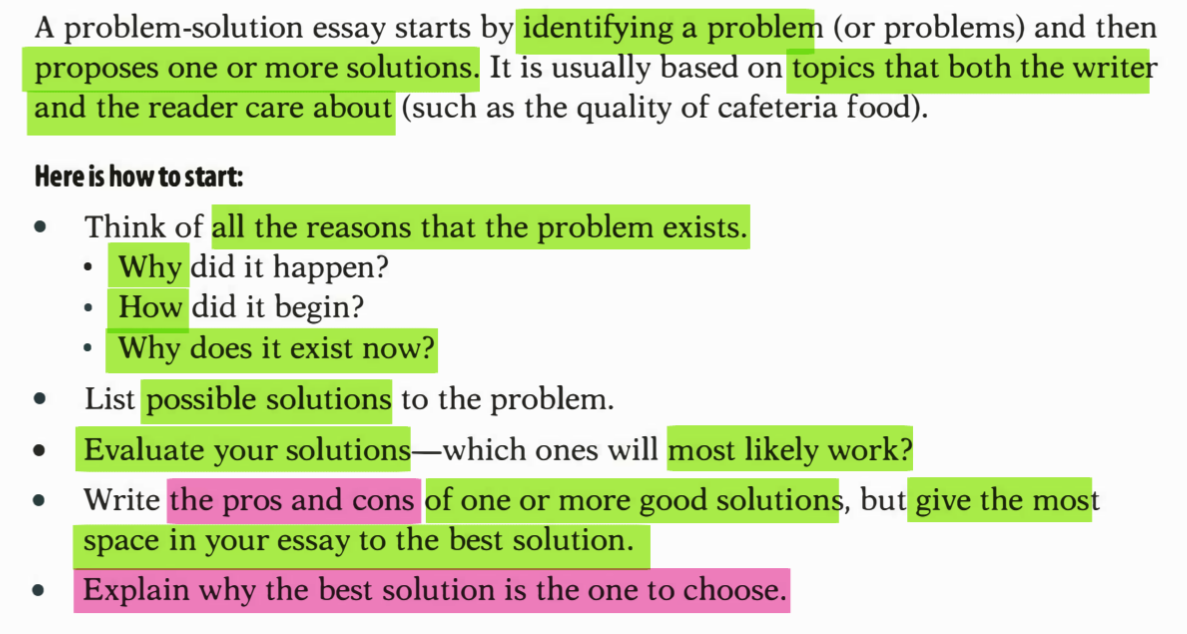 A problem-solution essay starts by identifying a problem (or problems) and then
proposes one or more solutions. It is usually based on topics that both the writer
and the reader care about (such as the quality of cafeteria food).
Here is how to start:
• Think of all the reasons that the problem exists.
• Why did it happen?
• How did it begin?
• Why does it exist now?
• List possible solutions to the problem.
• Evaluate your solutions—which ones will most likely work?
• Write the pros and cons of one or more good solutions, but give the most
space in your essay to the best solution.
• Explain why the best solution is the one to choose.